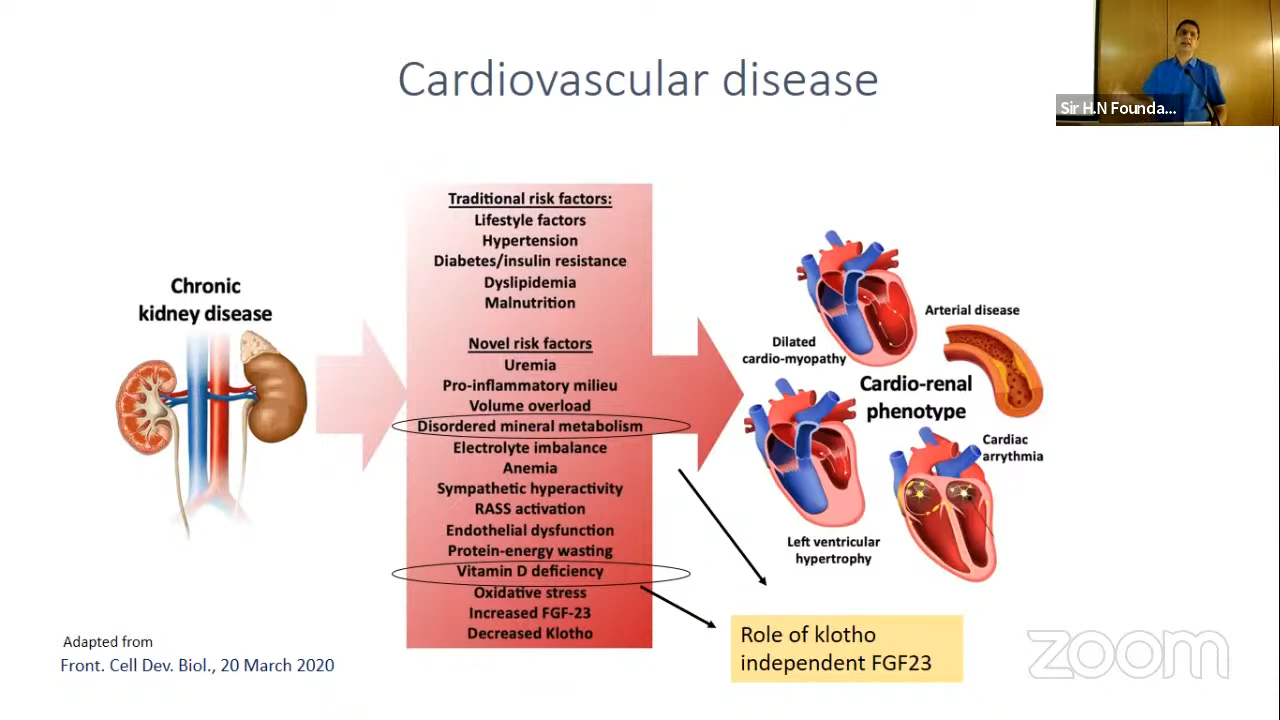 Cardiovascular disease
Sir H.N Founda...
Traditional risk factors:
Lifestyle factors
Hypertension
Diabetes/insulin resistance
Dyslipidemia
Malnutrition
Novel risk factors
Uremia
Pro-inflammatory milieu
Volume overload
Disordered mineral metabolism
Electrolyte imbalance
Anemia
Sympathetic hyperactivity
RASS activation
Endothelial dysfunction
Protein-energy wasting
Vitamin D deficiency
Oxidative stress
Increased FGF-23
Decreased Klotho
Chronic
kidney disease
Dilated
cardio-myopathy
Arterial disease
Cardio-renal
phenotype
Cardiac
arrythmia
Left ventricular
hypertrophy
Role of klotho
independent FGF23
Adapted from
Front. Cell Dev. Biol., 20 March 2020
zoom